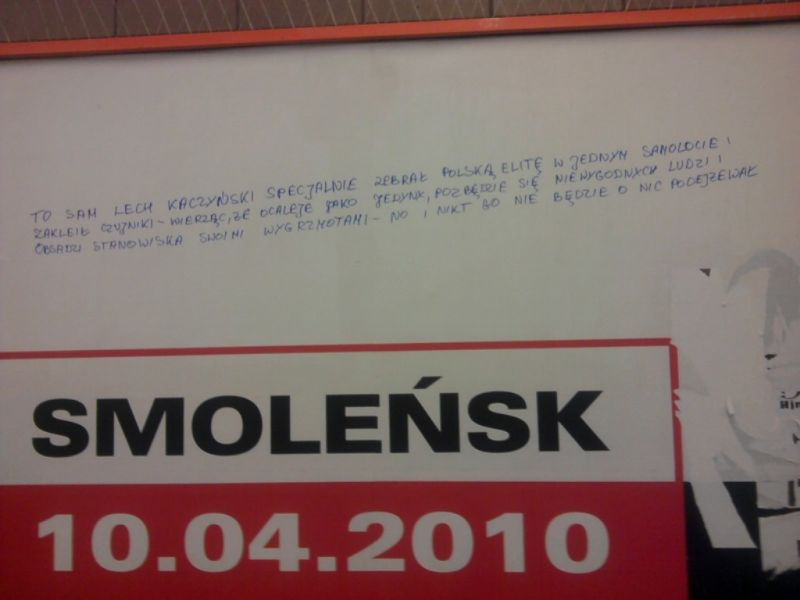 TO SAM LECH KACZYŃSKI SPECJALNIE ZEBRAŁ POLSKĄ ELITĘ W JEDNYM SAMOLOCIE I
ZAKLEIŁ CZUJNIKI - WIERZĄC, ŻE OCALEJE JAKO JEDYNY, POZBĘDZIE SIĘ NIEWYGODNYCH LUDZI I
OBSADZI STANOWISKA SWOIMI WYGRZMOTAMI - NO I NIKT GO NIE BĘDZIE O NIC PODEJRZEWAŁ
SMOLEŃSK
10.04.2010